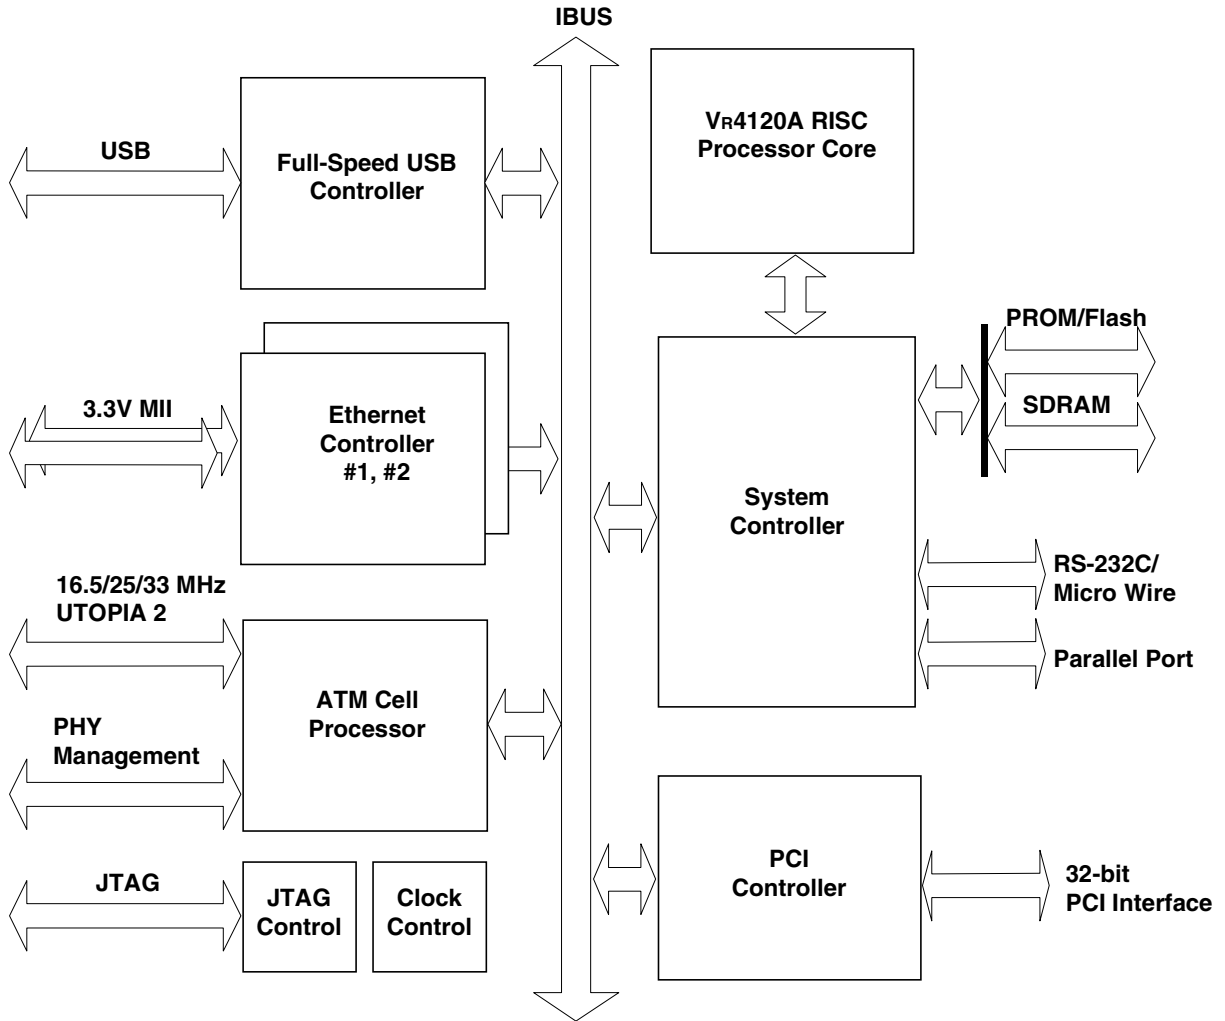 IBUS
VR4120A RISC
Processor Core
USB
Full-Speed USB
Controller
PROM/Flash
SDRAM
3.3V MII
Ethernet
Controller
#1, #2
System
Controller
RS-232C/
Micro Wire
Parallel Port
16.5/25/33 MHz
UTOPIA 2
ATM Cell
Processor
PHY
Management
PCI
Controller
32-bit
PCI Interface
JTAG
JTAG
Control
Clock
Control